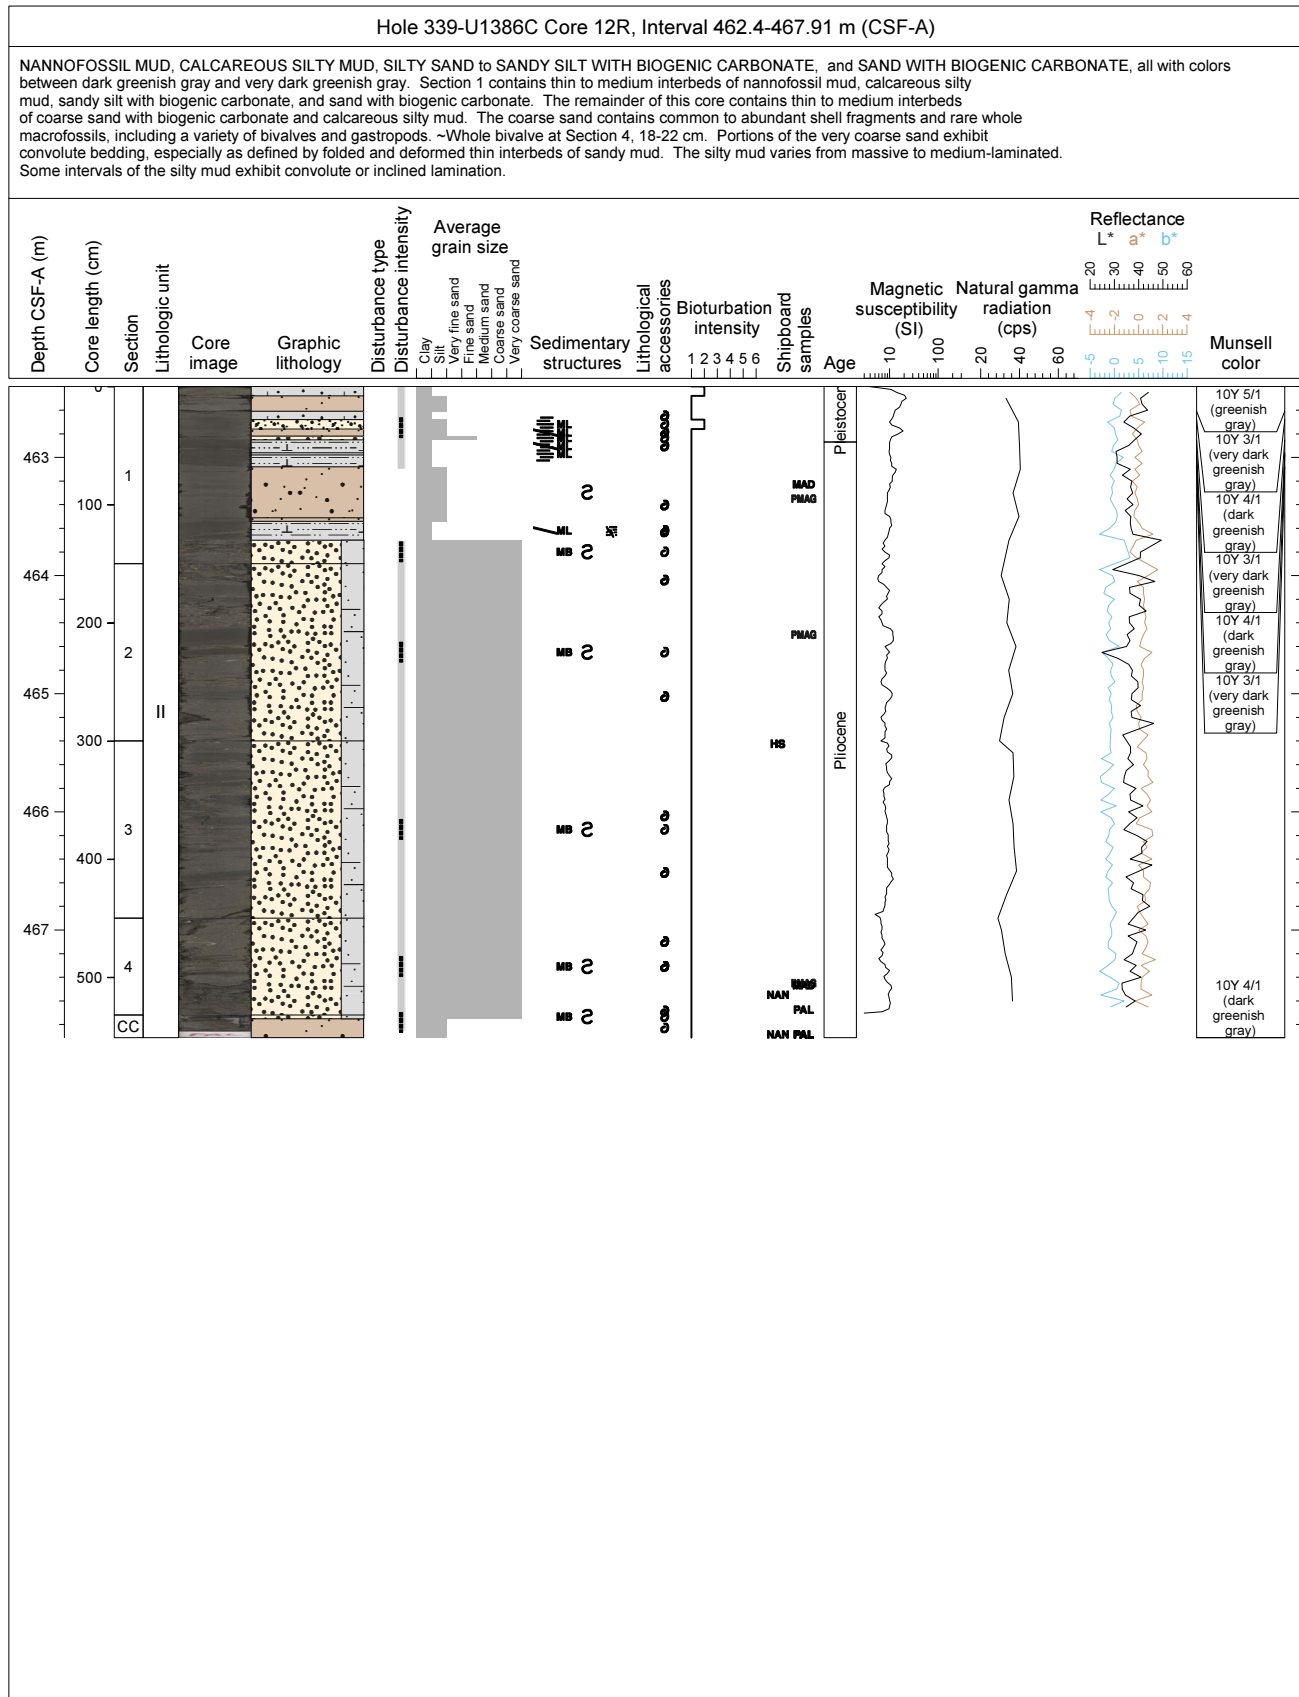 Hole 339-U1386C Core 12R, Interval 462.4-467.91 m (CSF-A)
NANNOFOSSIL MUD, CALCAREOUS SILTY MUD, SILTY SAND to SANDY SILT WITH BIOGENIC CARBONATE, and SAND WITH BIOGENIC CARBONATE, all with colors
between dark greenish gray and very dark greenish gray. Section 1 contains thin to medium interbeds of nannofossil mud, calcareous silty
mud, sandy silt with biogenic carbonate, and sand with biogenic carbonate. The remainder of this core contains thin to medium interbeds
of coarse sand with biogenic carbonate and calcareous silty mud. The coarse sand contains common to abundant shell fragments and rare whole
macrofossils, including a variety of bivalves and gastropods. ~Whole bivalve at Section 4, 18-22 cm. Portions of the very coarse sand exhibit
convolute bedding, especially as defined by folded and deformed thin interbeds of sandy mud. The silty mud varies from massive to medium-laminated.
Some intervals of the silty mud exhibit convolute or inclined lamination.
Depth CSF-A (m)
Core length (cm)
Section
Lithologic unit
Core
image
Graphic
lithology
Disturbance type
Disturbance intensity
Average
grain size
Clay
Silt
Very fine sand
Fine sand
Medium sand
Coarse sand
Very coarse sand
Sedimentary
structures
Lithological
accessories
Bioturbation
intensity
1 2 3 4 5 6
Shipboard
samples
Age
Magnetic
susceptibility
(SI)
10 100
Natural gamma
radiation
(cps)
20 40 60
Reflectance
L* a* b*
20 30 40 50 60
-4 -2 0 2 4
-5 0 5 10 15
Munsell
color
463
464
465
466
467
0
100
200
300
400
500
1
2
3
4
CC
II
ML
ML
MB
MB
MB
MB
MB
MAD
PMAG
PMAG
HS
NAN
PAL
NAN PAL
Pleistocen
Pliocene
10Y 5/1
(greenish
gray)
10Y 3/1
(very dark
greenish
gray)
10Y 4/1
(dark
greenish
gray)
10Y 3/1
(very dark
greenish
gray)
10Y 4/1
(dark
greenish
gray)
10Y 3/1
(very dark
greenish
gray)
10Y 4/1
(dark
greenish
gray)